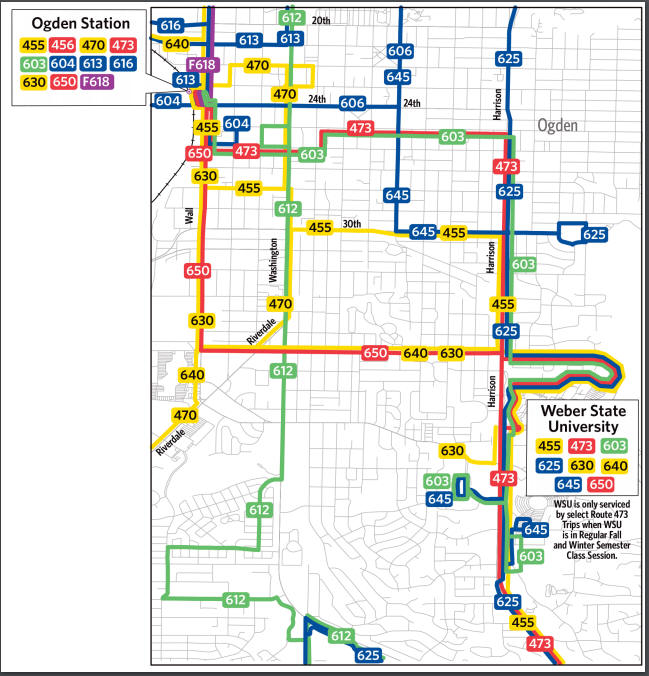 Ogden Station
455 456 470 473
603 604 613 616
630 650 F618
616
640
613
613
612
20th
F618
613
470
470
606
645
625
Harrison
604
24th
606
24th
Ogden
455
604
473
603
650
473
603
473
630
455
625
645
612
Wall
30th
455
645
455
625
Washington
Harrison
603
650
470
455
630
Riverdale
625
650
640
630
640
612
Harrison
470
Riverdale
Weber State
University
455 473 603
625 630 640
645 650
WSU is only serviced
by select Route 473
Trips when WSU
is in Regular Fall
and Winter Semester
Class Session.
630
603
645
473
612
645
603
612
625
455
473
612
625